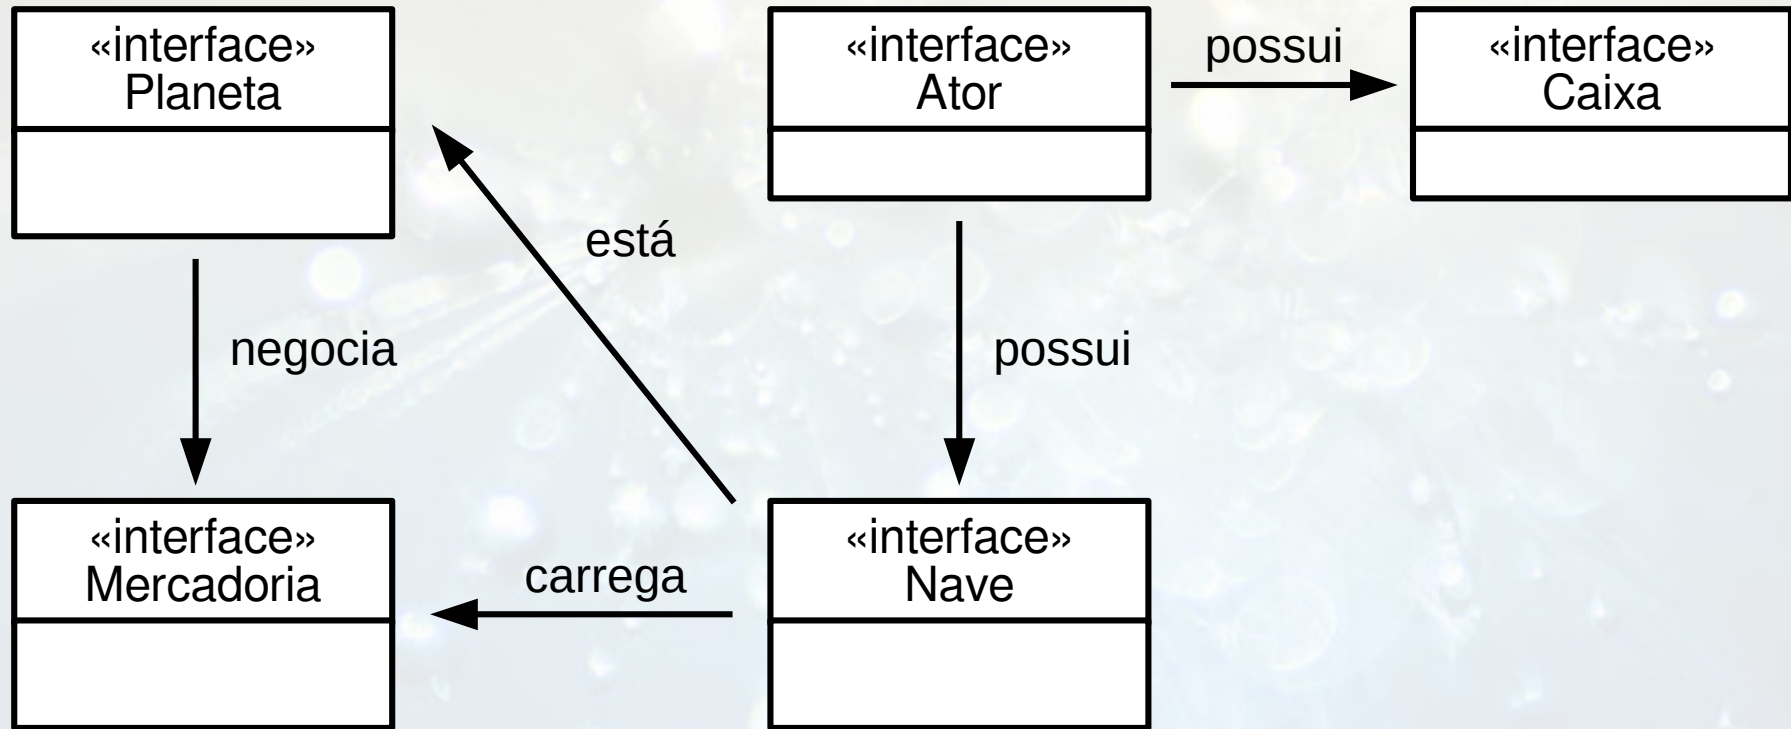 «interface»
Planeta
«interface»
Ator
possui
«interface»
Caixa
está
negocia
possui
«interface»
Mercadoria
carrega
«interface»
Nave